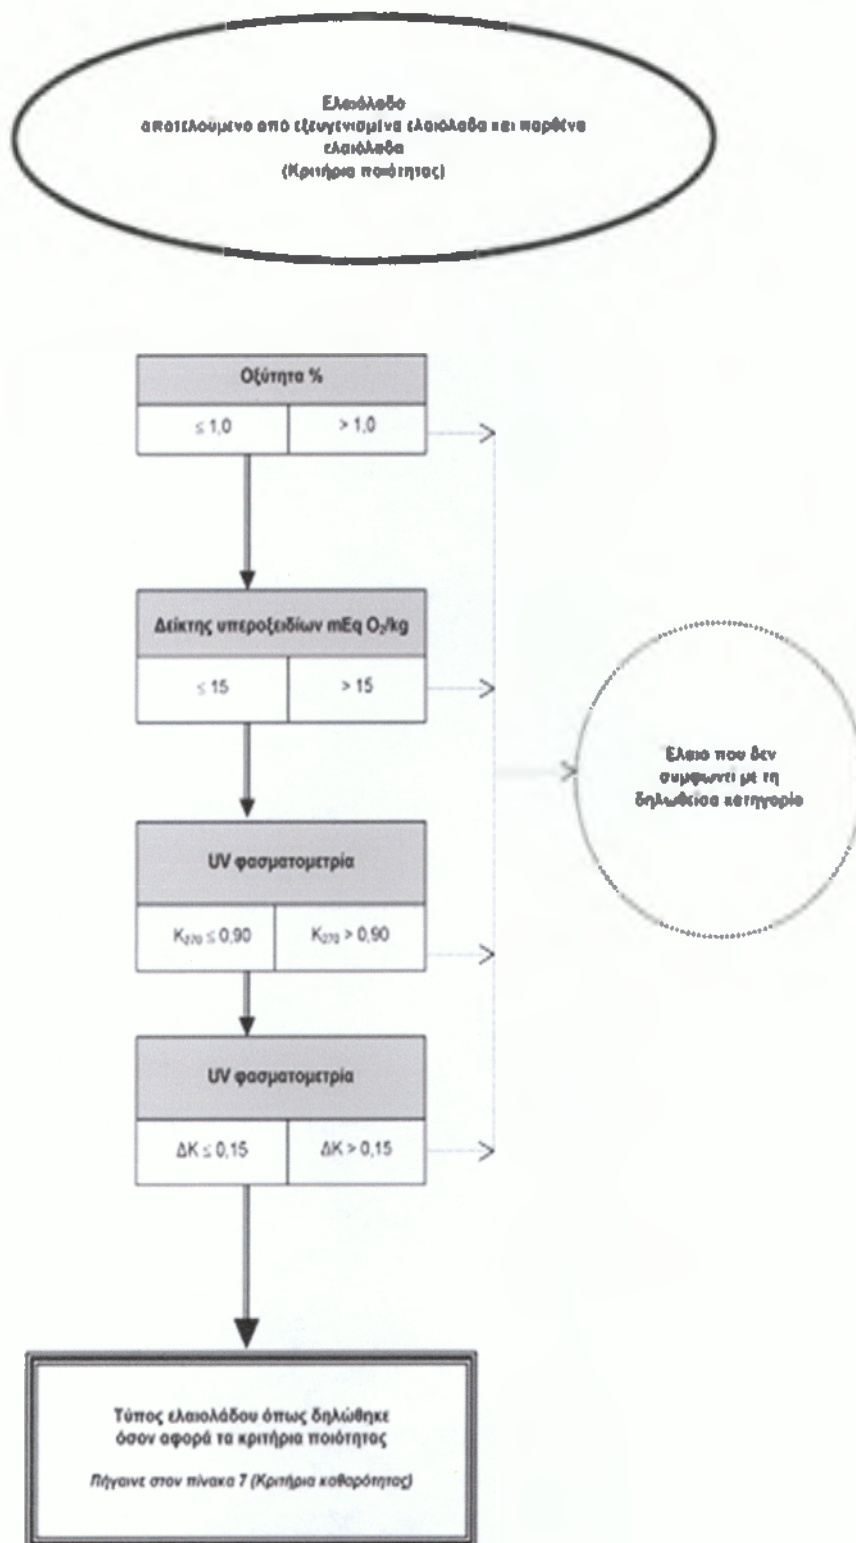 Ελαιόλαδο
αποτελούμενο από εξευγενισμένα ελαιόλαδα και παρθένα
ελαιόλαδα
(Κριτήρια ποιότητας)
Οξύτητα %
≤ 1,0 > 1,0
Δείκτης υπεροξειδίων mEq O₂/kg
≤ 15 > 15
Έλαιο που δεν
συμφωνεί με τη
δηλωθείσα κατηγορία
UV φασματομετρία
K₂₇₀ ≤ 0,90 K₂₇₀ > 0,90
UV φασματομετρία
ΔK ≤ 0,15 ΔK > 0,15
Τύπος ελαιολάδου όπως δηλώθηκε
όσον αφορά τα κριτήρια ποιότητας
Πήγαινε στον πίνακα 7 (Κριτήρια καθαρότητας)